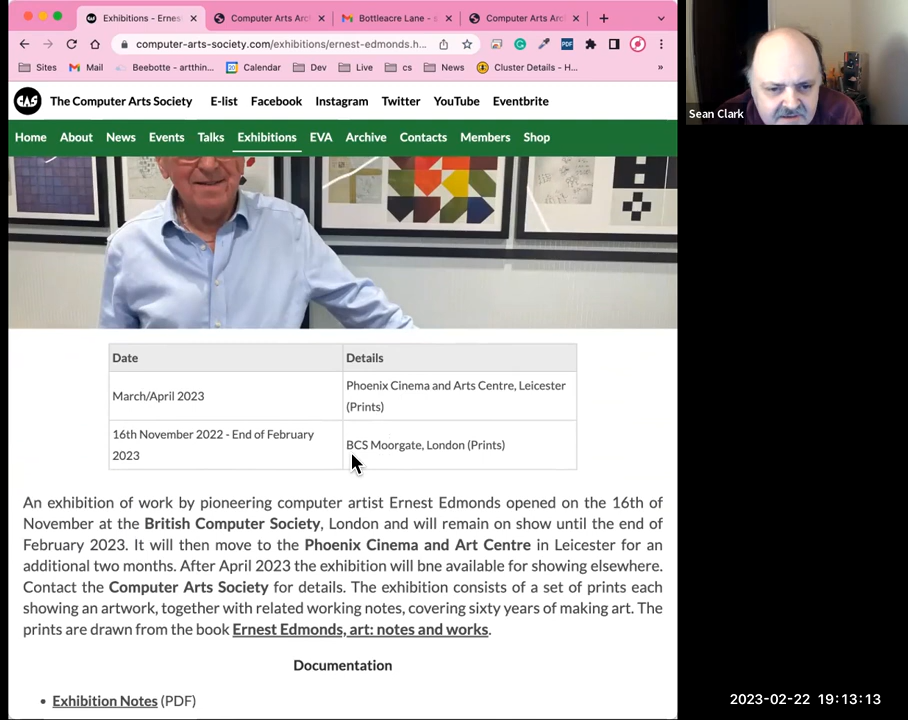 Exhibitions - Ernes
Computer Arts Arc
Bottleacre Lane - s
Computer Arts Arc
computer-arts-society.com/exhibitions/ernest-edmonds.h...
Sites
Mail
Beebotte - artthin...
Calendar
Dev
Live
cs
News
Cluster Details - H...
»
CAS
The Computer Arts Society
E-list
Facebook
Instagram
Twitter
YouTube
Eventbrite
Home
About
News
Events
Talks
Exhibitions
EVA
Archive
Contacts
Members
Shop
Sean Clark
Date
Details
March/April 2023
Phoenix Cinema and Arts Centre, Leicester
(Prints)
16th November 2022 - End of February
2023
BCS Moorgate, London (Prints)
An exhibition of work by pioneering computer artist Ernest Edmonds opened on the 16th of
November at the British Computer Society, London and will remain on show until the end of
February 2023. It will then move to the Phoenix Cinema and Art Centre in Leicester for an
additional two months. After April 2023 the exhibition will bne available for showing elsewhere.
Contact the Computer Arts Society for details. The exhibition consists of a set of prints each
showing an artwork, together with related working notes, covering sixty years of making art. The
prints are drawn from the book Ernest Edmonds, art: notes and works.
Documentation
• Exhibition Notes (PDF)
2023-02-22 19:13:13